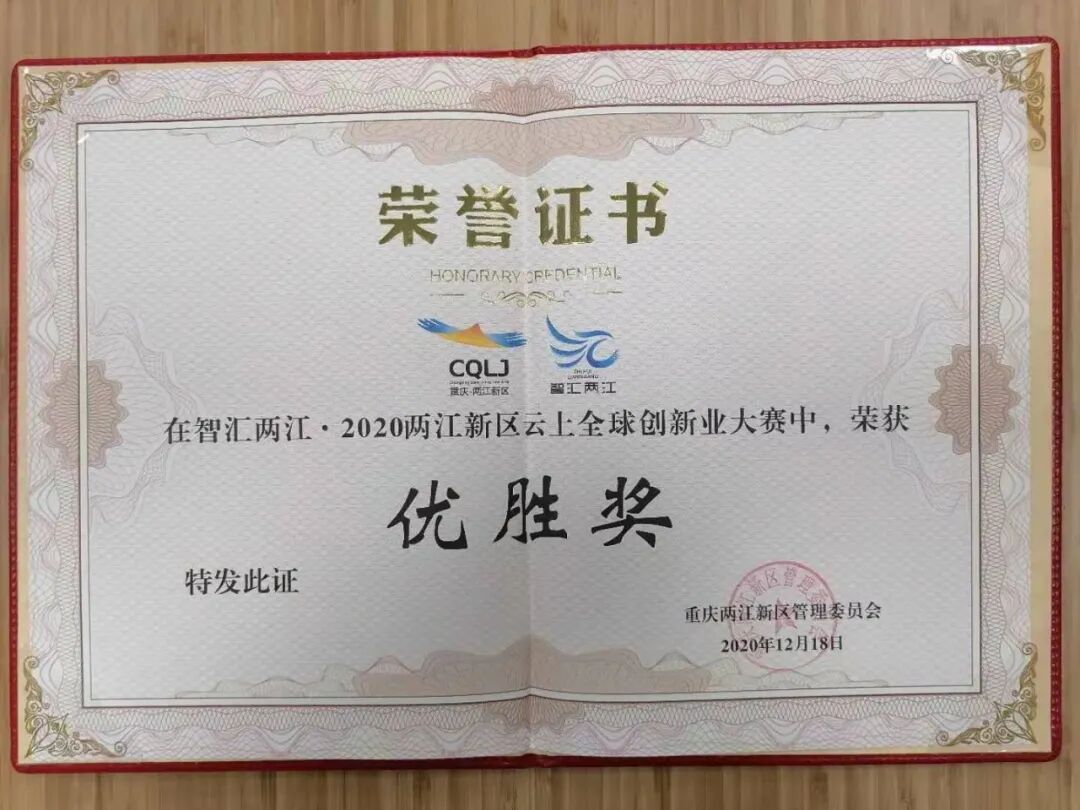 荣誉证书
HONORARY CREDENTIAL
CQLJ
重庆·两江新区
智汇两江
在智汇两江·2020两江新区云上全球创新业大赛中，荣获
优胜奖
特发此证
重庆两江新区管理委员会
2020年12月18日